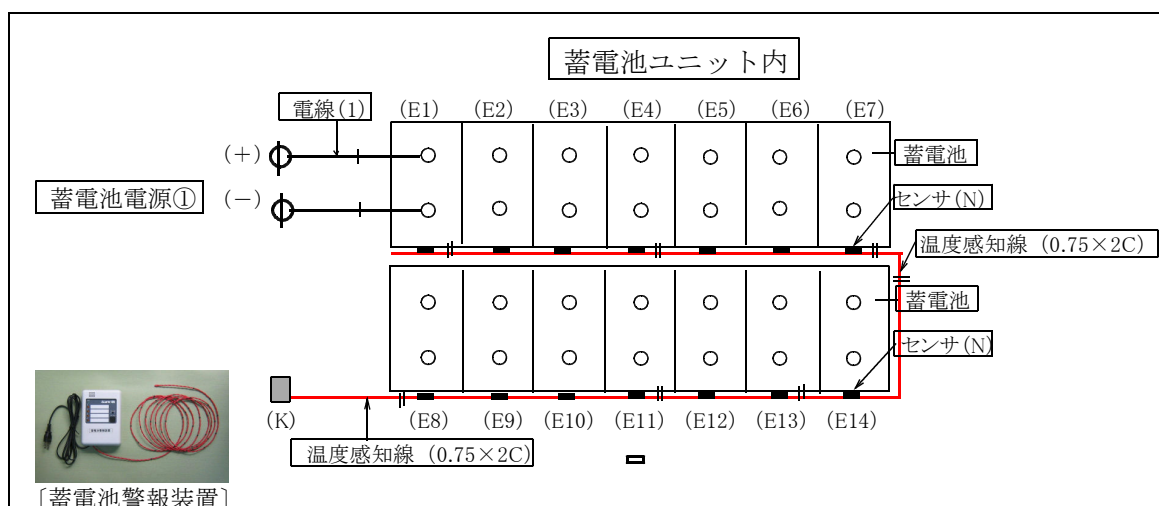 蓄電池ユニット内
電線(1)
(E1) (E2) (E3) (E4) (E5) (E6) (E7)
(+)
蓄電池
蓄電池電源①
(−)
センサ(N)
温度感知線（0.75×2C）
蓄電池
センサ(N)
(K)
(E8) (E9) (E10) (E11) (E12) (E13) (E14)
温度感知線（0.75×2C）
〔蓄電池警報装置〕